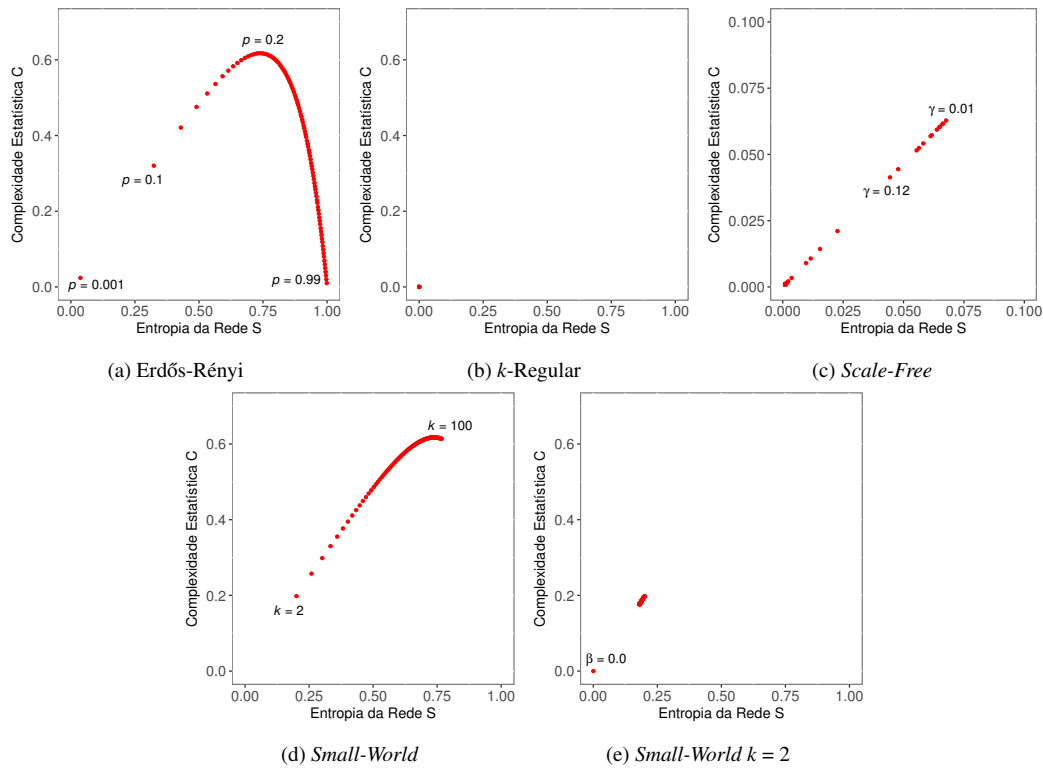 Complexidade Estatística C
0.6
0.4
0.2
0.0
p = 0.2
p = 0.1
p = 0.001
p = 0.99
0.00 0.25 0.50 0.75 1.00
Entropia da Rede S
(a) Erdős-Rényi
Complexidade Estatística C
0.6
0.4
0.2
0.0
0.00 0.25 0.50 0.75 1.00
Entropia da Rede S
(b) k-Regular
Complexidade Estatística C
0.100
0.075
0.050
0.025
0.000
γ = 0.01
γ = 0.12
0.000 0.025 0.050 0.075 0.100
Entropia da Rede S
(c) Scale-Free
Complexidade Estatística C
0.6
0.4
0.2
0.0
k = 100
k = 2
0.00 0.25 0.50 0.75 1.00
Entropia da Rede S
(d) Small-World
Complexidade Estatística C
0.6
0.4
0.2
0.0
β = 0.0
0.00 0.25 0.50 0.75 1.00
Entropia da Rede S
(e) Small-World k = 2